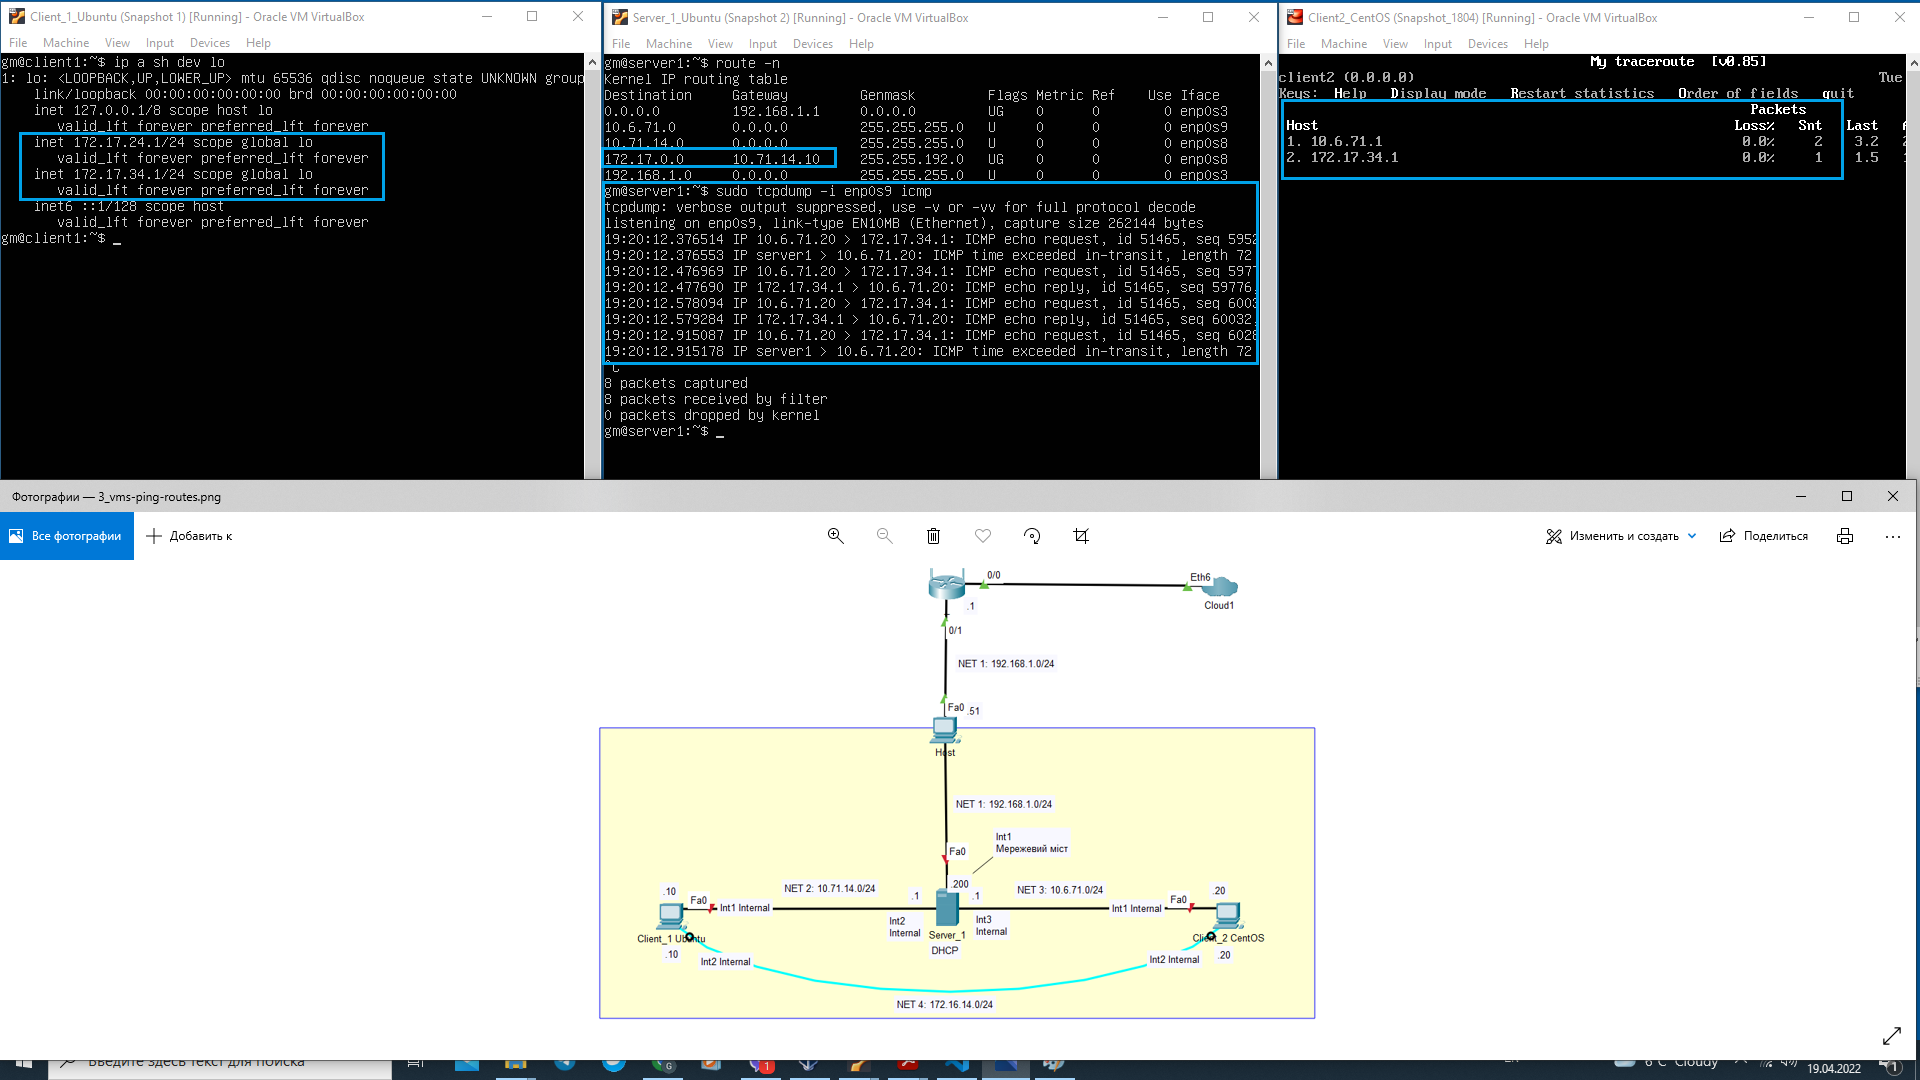 Client_1_Ubuntu (Snapshot 1) [Running] - Oracle VM VirtualBox
File Machine View Input Devices Help
gm@client1:~$ ip a sh dev lo
1: lo: <LOOPBACK,UP,LOWER_UP> mtu 65536 qdisc noqueue state UNKNOWN group
link/loopback 00:00:00:00:00:00 brd 00:00:00:00:00:00
inet 127.0.0.1/8 scope host lo
valid_lft forever preferred_lft forever
inet 172.17.24.1/24 scope global lo
valid_lft forever preferred_lft forever
inet 172.17.34.1/24 scope global lo
valid_lft forever preferred_lft forever
inet6 ::1/128 scope host
valid_lft forever preferred_lft forever
gm@client1:~$ _
Server_1_Ubuntu (Snapshot 2) [Running] - Oracle VM VirtualBox
File Machine View Input Devices Help
gm@server1:~$ route -n
Kernel IP routing table
Destination Gateway Genmask Flags Metric Ref Use Iface
0.0.0.0 192.168.1.1 0.0.0.0 UG 0 0 0 enp0s3
10.6.71.0 0.0.0.0 255.255.255.0 U 0 0 0 enp0s9
10.71.14.0 0.0.0.0 255.255.255.0 U 0 0 0 enp0s8
172.17.0.0 10.71.14.10 255.255.192.0 UG 0 0 0 enp0s8
192.168.1.0 0.0.0.0 255.255.255.0 U 0 0 0 enp0s3
gm@server1:~$ sudo tcpdump -i enp0s9 icmp
tcpdump: verbose output suppressed, use -v or -vv for full protocol decode
listening on enp0s9, link-type EN10MB (Ethernet), capture size 262144 bytes
19:20:12.376514 IP 10.6.71.20 > 172.17.34.1: ICMP echo request, id 51465, seq 5952
19:20:12.376553 IP server1 > 10.6.71.20: ICMP time exceeded in-transit, length 72
19:20:12.476969 IP 10.6.71.20 > 172.17.34.1: ICMP echo request, id 51465, seq 5977
19:20:12.477690 IP 172.17.34.1 > 10.6.71.20: ICMP echo reply, id 51465, seq 59776,
19:20:12.578094 IP 10.6.71.20 > 172.17.34.1: ICMP echo request, id 51465, seq 6003
19:20:12.579284 IP 172.17.34.1 > 10.6.71.20: ICMP echo reply, id 51465, seq 60032,
19:20:12.915087 IP 10.6.71.20 > 172.17.34.1: ICMP echo request, id 51465, seq 6028
19:20:12.915178 IP server1 > 10.6.71.20: ICMP time exceeded in-transit, length 72
^C
8 packets captured
8 packets received by filter
0 packets dropped by kernel
gm@server1:~$ _
Client2_CentOS (Snapshot_1804) [Running] - Oracle VM VirtualBox
File Machine View Input Devices Help
My traceroute [v0.85]
client2 (0.0.0.0) Tue
Keys: Help Display mode Restart statistics Order of fields quit
Packets
Host Loss% Snt Last
1. 10.6.71.1 0.0% 2 3.2
2. 172.17.34.1 0.0% 1 1.5
Фотографии — 3_vms-ping-routes.png
Все фотографии
Добавить к
Изменить и создать
Поделиться
0/0
Eth6
Cloud1
.1
0/1
NET 1: 192.168.1.0/24
Fa0
.51
Host
NET 1: 192.168.1.0/24
Int1
Мережевий міст
Fa0
.200
.10
Fa0
Int1 Internal
NET 2: 10.71.14.0/24
.1
.1
NET 3: 10.6.71.0/24
Int1 Internal
Fa0
.20
Int2
Internal
Int3
Internal
Client_1 Ubuntu
Server_1
DHCP
Client_2 CentOS
.10
Int2 Internal
Int2 Internal
.20
NET 4: 172.16.14.0/24
Введите здесь текст для поиска
6°C Cloudy
19.04.2022
1
1